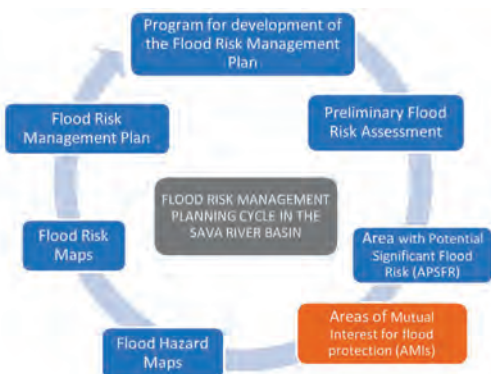 Program for development of
the Flood Risk Management
Plan
Preliminary Flood
Risk Assessment
Area with Potential
Significant Flood
Risk (APSFR)
Areas of Mutual
Interest for flood
protection (AMIs)
Flood Hazard
Maps
Flood Risk
Maps
Flood Risk
Management Plan
FLOOD RISK MANAGEMENT
PLANNING CYCLE IN THE
SAVA RIVER BASIN